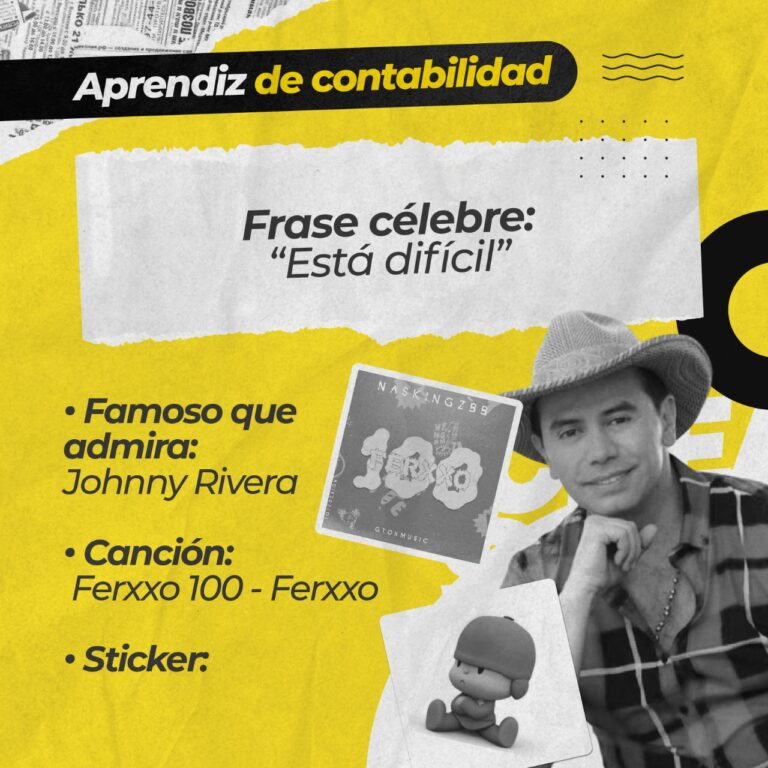 Aprendiz de contabilidad
Frase célebre:
“Está difícil”
• Famoso que
admira:
Johnny Rivera
NASKINGZBB
FERXXO
GTOXMUSIC
• Canción:
Ferxxo 100 - Ferxxo
• Sticker: